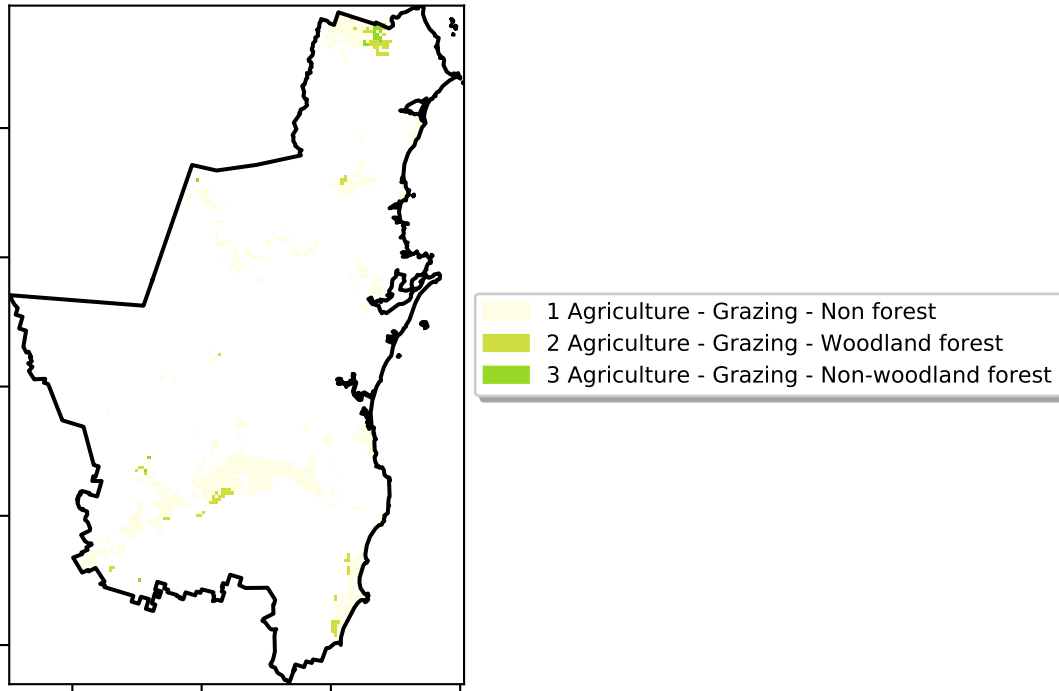 1 Agriculture - Grazing - Non forest
2 Agriculture - Grazing - Woodland forest
3 Agriculture - Grazing - Non-woodland forest